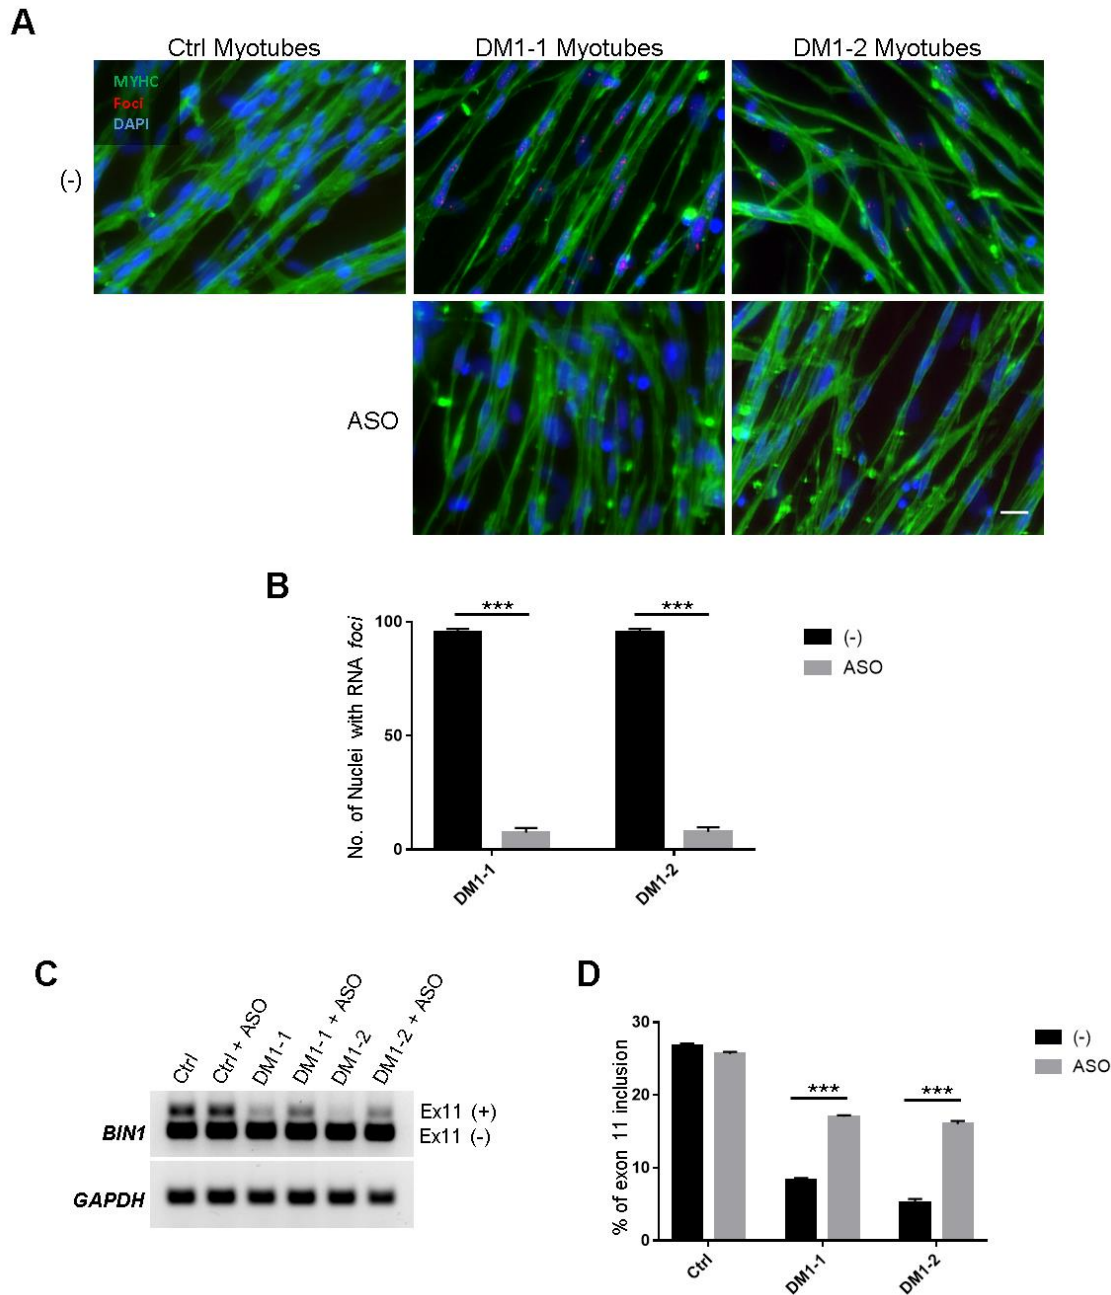 A
Ctrl Myotubes
DM1-1 Myotubes
DM1-2 Myotubes
MYHC
Foci
DAPI
(-)
ASO
B
*** ***
No. of Nuclei with RNA foci
100
50
0
DM1-1
DM1-2
(-)
ASO
C
Ctrl
Ctrl + ASO
DM1-1
DM1-1 + ASO
DM1-2
DM1-2 + ASO
BIN1
Ex11 (+)
Ex11 (-)
GAPDH
D
% of exon 11 inclusion
30
20
10
0
*** ***
Ctrl
DM1-1
DM1-2
(-)
ASO